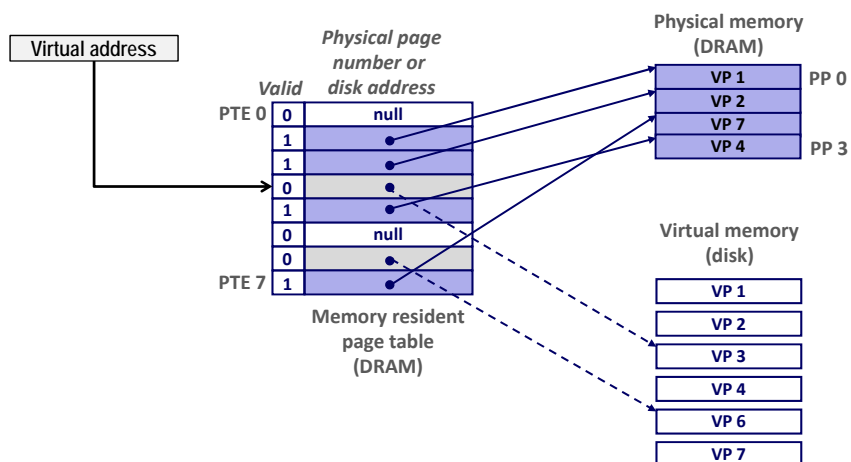 Virtual address
Physical page
number or
disk address
Valid
PTE 0
0
null
1
1
0
1
0
null
0
PTE 7
1
Memory resident
page table
(DRAM)
Physical memory
(DRAM)
VP 1
PP 0
VP 2
VP 7
VP 4
PP 3
Virtual memory
(disk)
VP 1
VP 2
VP 3
VP 4
VP 6
VP 7